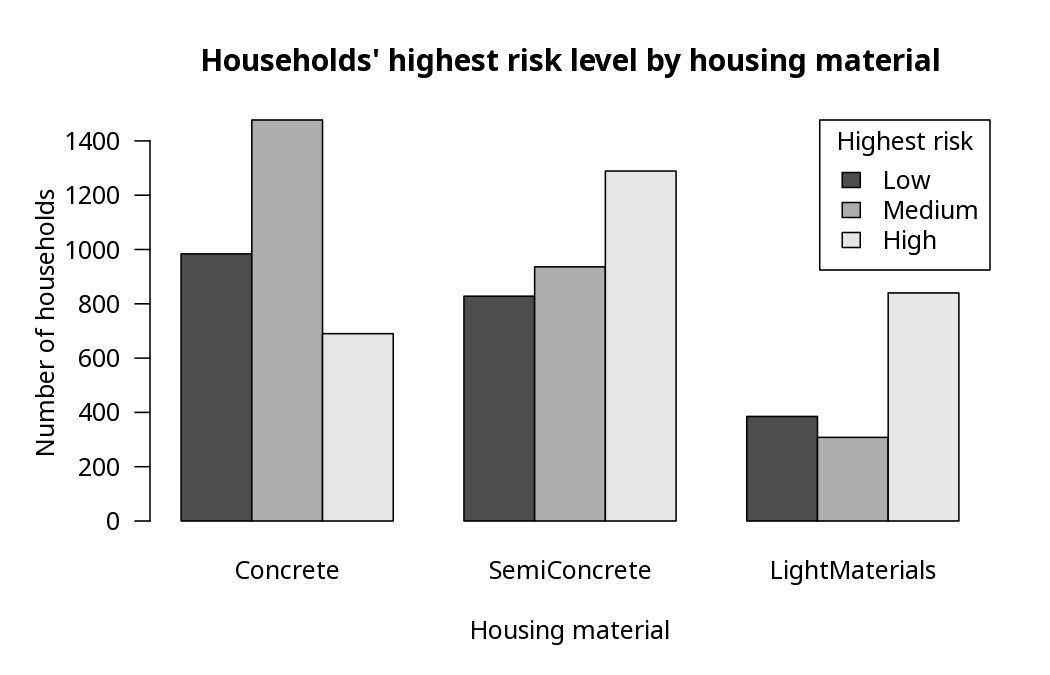 Households' highest risk level by housing material
Number of households
1400
1200
1000
800
600
400
200
0
Highest risk
Low
Medium
High
Concrete
SemiConcrete
LightMaterials
Housing material